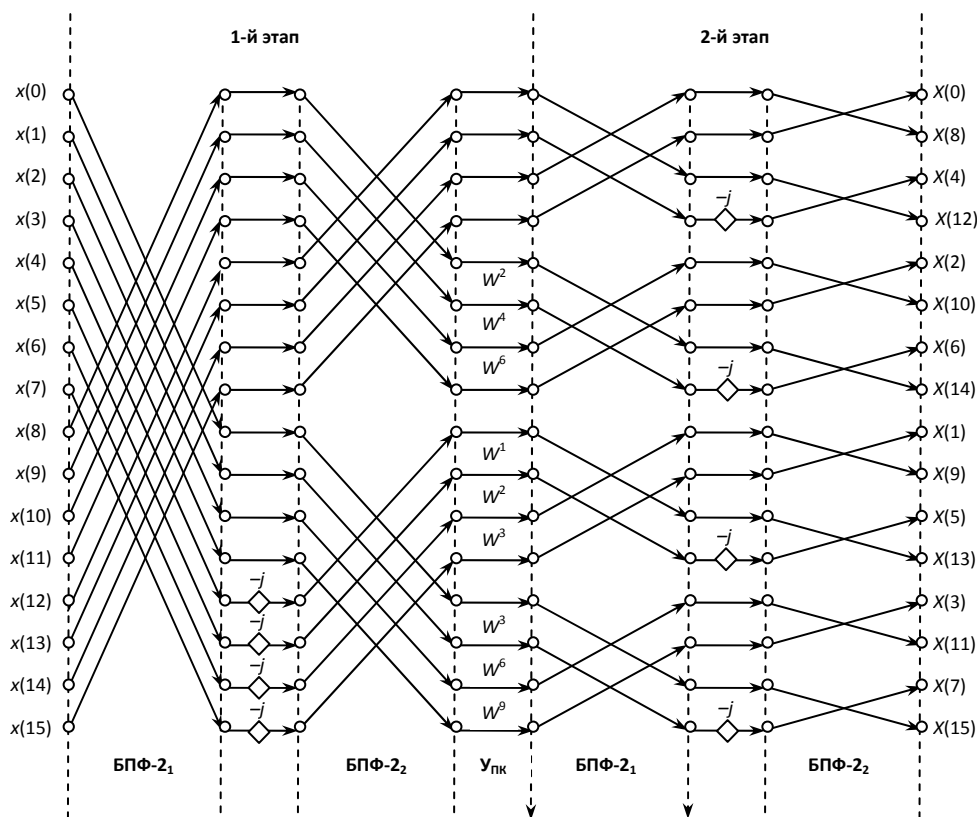 1-й этап 2-й этап
x(0) X(0)
x(1) X(8)
x(2) X(4)
–j
x(3) X(12)
x(4) W² X(2)
x(5) W⁴ X(10)
x(6) W⁶ X(6)
–j
x(7) X(14)
x(8) W¹ X(1)
x(9) W² X(9)
x(10) W³ X(5)
–j
x(11) X(13)
–j
x(12) W³ X(3)
–j
x(13) W⁶ X(11)
–j
x(14) W⁹ X(7)
–j –j
x(15) X(15)
БПФ-2₁ БПФ-2₂ Упк БПФ-2₁ БПФ-2₂